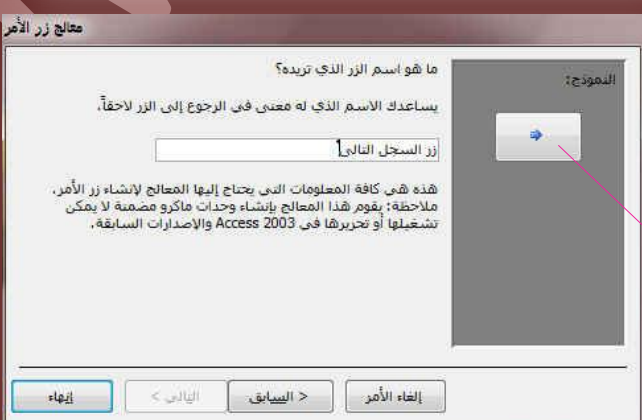 معالج زر الأمر
النموذج:
ما هو اسم الزر الذي تريده؟
يساعدك الاسم الذي له معنى في الرجوع إلى الزر لاحقاً.
زر السجل التالي
هذه هي كافة المعلومات التي يحتاج إليها المعالج لإنشاء زر الأمر.
ملاحظة: يقوم هذا المعالج بإنشاء وحدات ماكرو مضمنة لا يمكن
تشغيلها أو تحريرها في Access 2003 والإصدارات السابقة.
إلغاء الأمر
< السابق
التالي >
إنهاء